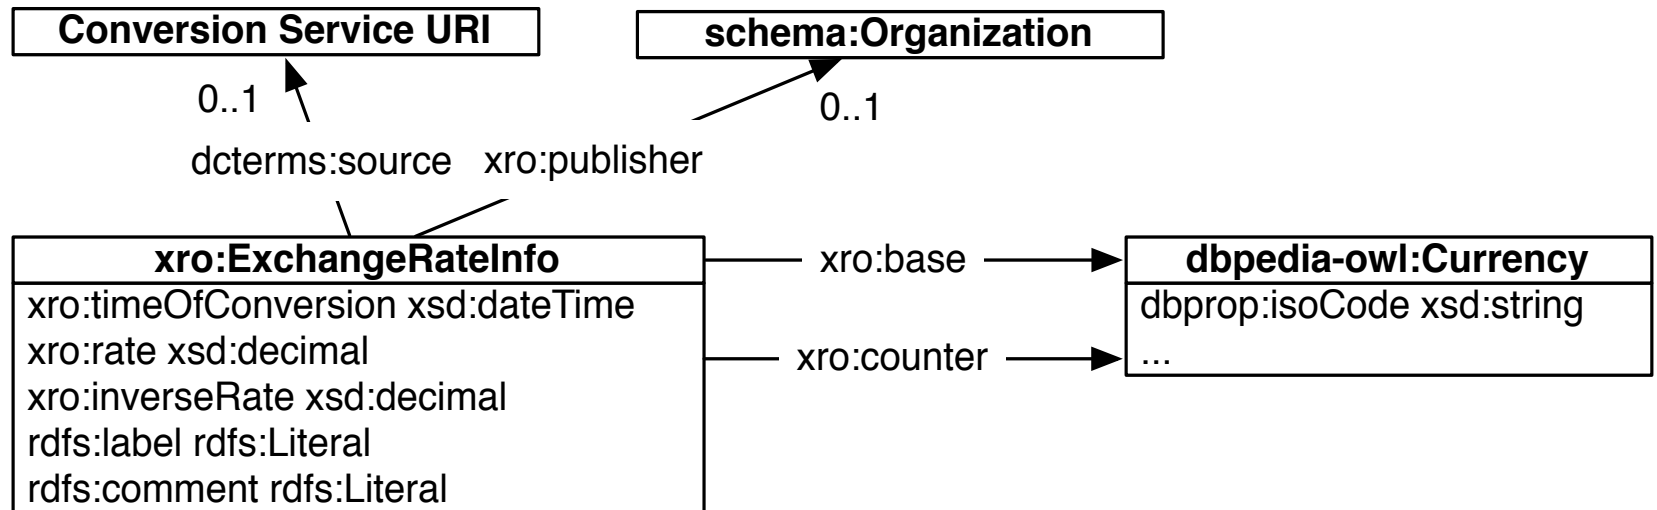 Conversion Service URI
schema:Organization
0..1
0..1
dcterms:source
xro:publisher
xro:ExchangeRateInfo
xro:base
dbpedia-owl:Currency
xro:timeOfConversion xsd:dateTime
dbprop:isoCode xsd:string
xro:rate xsd:decimal
xro:counter
...
xro:inverseRate xsd:decimal
rdfs:label rdfs:Literal
rdfs:comment rdfs:Literal